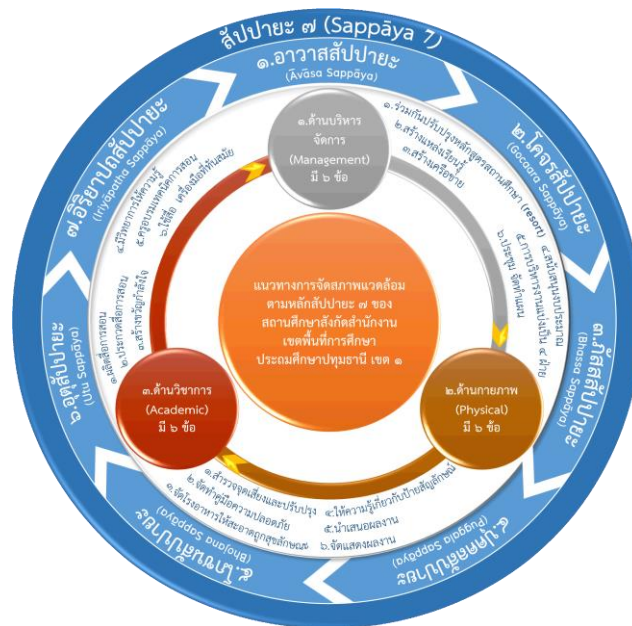 สัปปายะ ๗ (Sappāya 7)
๑.อาวาสสัปปายะ
(Āvāsa Sappāya)
๒.โคจรสัปปายะ
(Gocara Sappāya)
๓.ภัสสสัปปายะ
(Bhassa Sappāya)
๔.ปุคคลสัปปายะ
(Puggala Sappāya)
๕.โภชนสัปปายะ
(Bhojana Sappāya)
๖.อุตุสัปปายะ
(Utu Sappāya)
๗.อิริยาปถสัปปายะ
(Iriyāpatha Sappāya)
๑.ด้านบริหาร
จัดการ
(Management)
มี ๖ ข้อ
๑.ร่วมกันปรับปรุงหลักสูตรสถานศึกษา (resort)
๒.สร้างแหล่งเรียนรู้
๓.สร้างเครือข่าย
๔.สนับสนุนงบประมาณ
๕.การบริหารงานแบ่งเป็น ๔ ฝ่าย
๖.ประชุม จัดทำแผน
แนวทางการจัดสภาพแวดล้อม
ตามหลักสัปปายะ ๗ ของ
สถานศึกษาสังกัดสำนักงาน
เขตพื้นที่การศึกษา
ประถมศึกษาปทุมธานี เขต ๑
๒.ด้านกายภาพ
(Physical)
มี ๖ ข้อ
๑.สำรวจจุดเสี่ยงและปรับปรุง
๒.จัดทำคู่มือความปลอดภัย
๑.จัดโรงอาหารให้สะอาดถูกสุขลักษณะ
๔.ให้ความรู้เกี่ยวกับป้ายสัญลักษณ์
๕.นำเสนอผลงาน
๖.จัดแสดงผลงาน
๓.ด้านวิชาการ
(Academic)
มี ๖ ข้อ
๑.ผลิตสื่อการสอน
๒.ประกวดสื่อการสอน
๓.สร้างขวัญกำลังใจ
๔.มีวิทยาการให้ความรู้
๕.ครูอบรมเทคนิคการสอน
๖.ใช้สื่อ เครื่องมือที่ทันสมัย